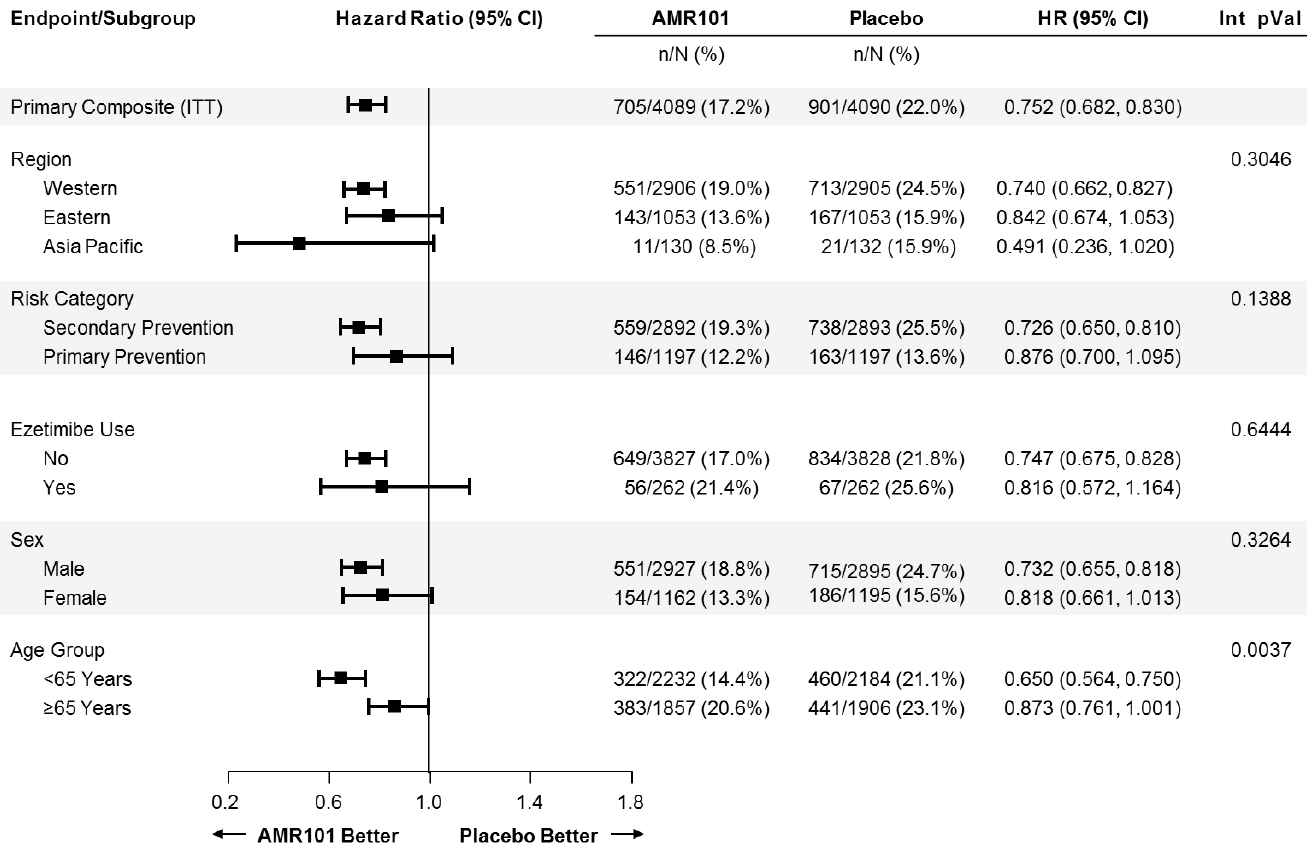 Endpoint/Subgroup Hazard Ratio (95% CI) AMR101 Placebo HR (95% CI) Int pVal
n/N (%) n/N (%)
Primary Composite (ITT) 705/4089 (17.2%) 901/4090 (22.0%) 0.752 (0.682, 0.830)
Region 0.3046
Western 551/2906 (19.0%) 713/2905 (24.5%) 0.740 (0.662, 0.827)
Eastern 143/1053 (13.6%) 167/1053 (15.9%) 0.842 (0.674, 1.053)
Asia Pacific 11/130 (8.5%) 21/132 (15.9%) 0.491 (0.236, 1.020)
Risk Category 0.1388
Secondary Prevention 559/2892 (19.3%) 738/2893 (25.5%) 0.726 (0.650, 0.810)
Primary Prevention 146/1197 (12.2%) 163/1197 (13.6%) 0.876 (0.700, 1.095)
Ezetimibe Use 0.6444
No 649/3827 (17.0%) 834/3828 (21.8%) 0.747 (0.675, 0.828)
Yes 56/262 (21.4%) 67/262 (25.6%) 0.816 (0.572, 1.164)
Sex 0.3264
Male 551/2927 (18.8%) 715/2895 (24.7%) 0.732 (0.655, 0.818)
Female 154/1162 (13.3%) 186/1195 (15.6%) 0.818 (0.661, 1.013)
Age Group 0.0037
<65 Years 322/2232 (14.4%) 460/2184 (21.1%) 0.650 (0.564, 0.750)
≥65 Years 383/1857 (20.6%) 441/1906 (23.1%) 0.873 (0.761, 1.001)
0.2 0.6 1.0 1.4 1.8
AMR101 Better Placebo Better